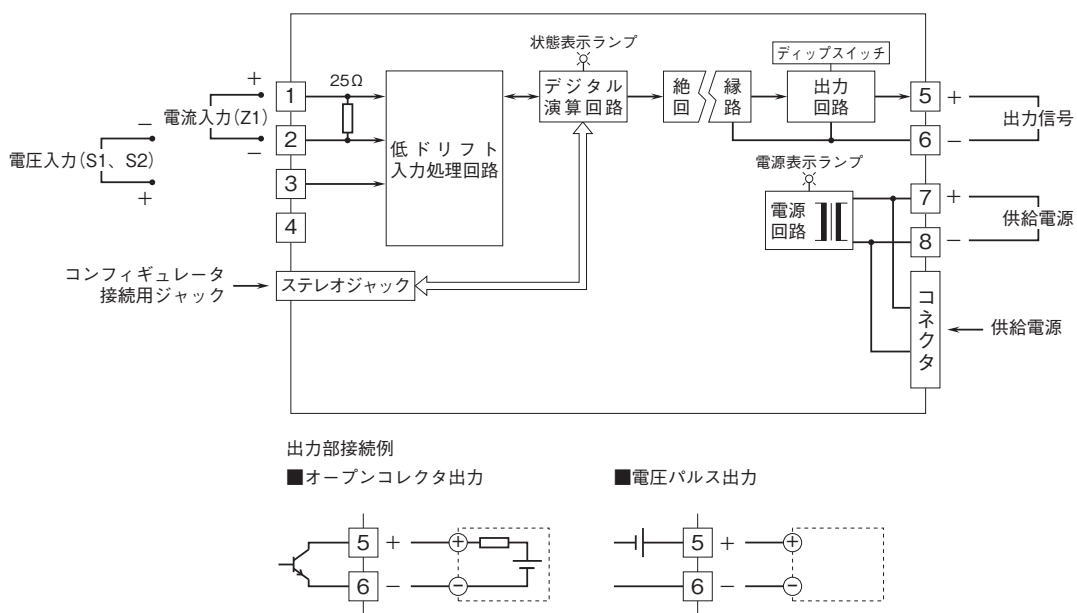 状態表示ランプ
ディップスイッチ
25Ω
+
1
電流入力(Z1)
2
−
−
電圧入力(S1、S2)
+
3
4
低ドリフト
入力処理回路
デジタル
演算回路
絶 縁
回 路
出力
回路
5
+
出力信号
6
−
電源表示ランプ
電源
回路
7
+
供給電源
8
−
コンフィギュレータ
接続用ジャック
ステレオジャック
コネクタ
供給電源
出力部接続例
■オープンコレクタ出力
■電圧パルス出力
5 + +
6 − −
5 + +
6 − −